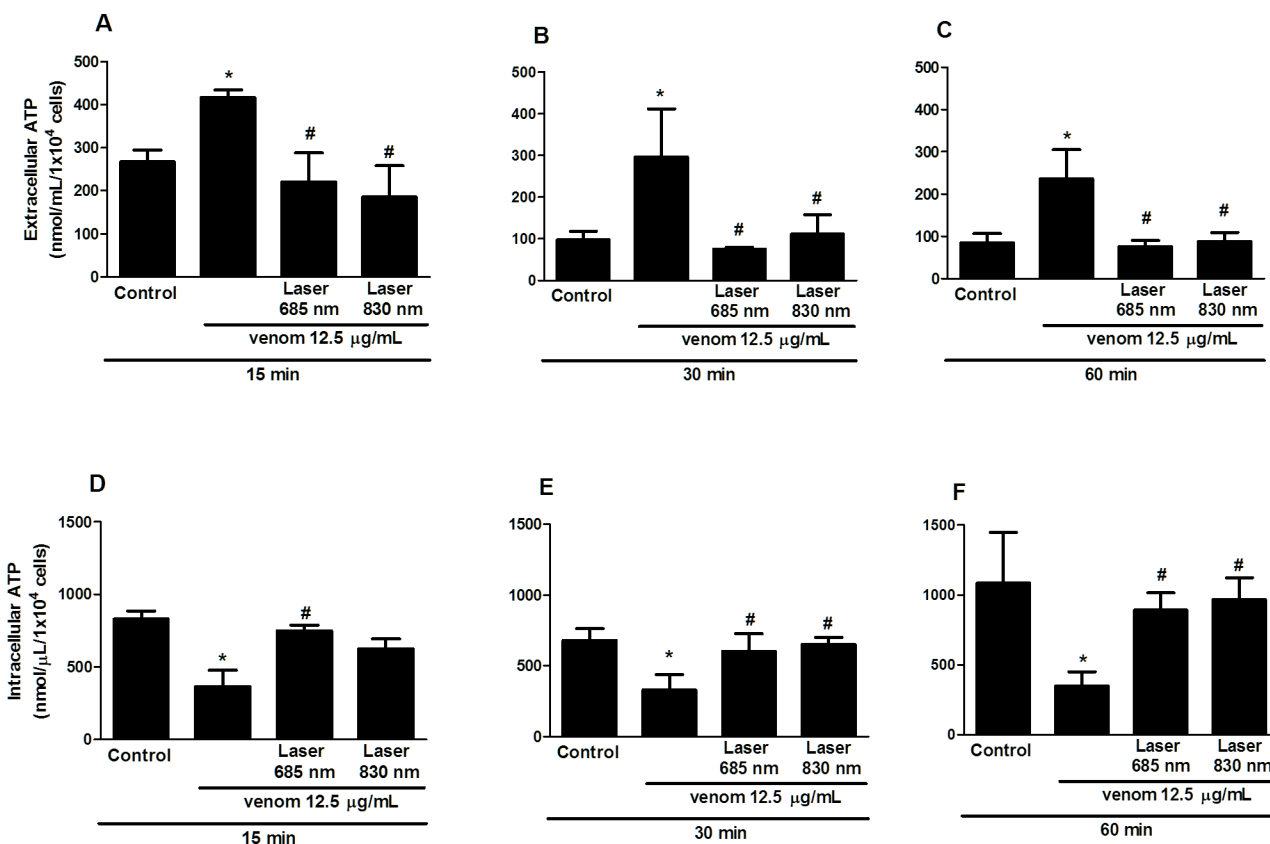 A
Extracellular ATP
(nmol/mL/1x10⁴ cells)
500
400
300
200
100
0
*
#
#
Control
Laser
685 nm
Laser
830 nm
venom 12.5 μg/mL
15 min
B
500
400
300
200
100
0
*
#
#
Control
Laser
685 nm
Laser
830 nm
venom 12.5 μg/mL
30 min
C
500
400
300
200
100
0
*
#
#
Control
Laser
685 nm
Laser
830 nm
venom 12.5 μg/mL
60 min
D
Intracellular ATP
(nmol/μL/1x10⁴ cells)
1500
1000
500
0
*
#
Control
Laser
685 nm
Laser
830 nm
venom 12.5 μg/mL
15 min
E
1500
1000
500
0
*
#
#
Control
Laser
685 nm
Laser
830 nm
venom 12.5 μg/mL
30 min
F
1500
1000
500
0
*
#
#
Control
Laser
685 nm
Laser
830 nm
venom 12.5 μg/mL
60 min